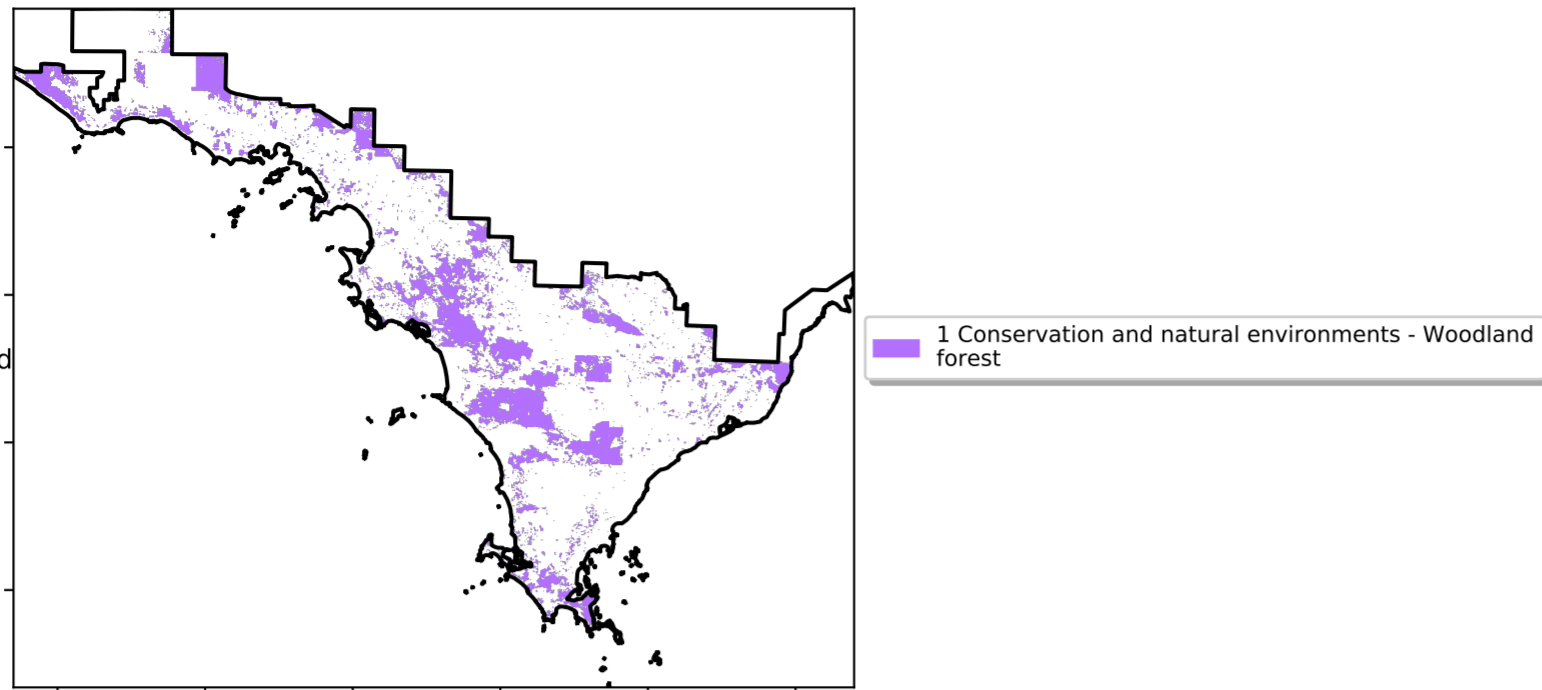 d
1 Conservation and natural environments - Woodland
forest